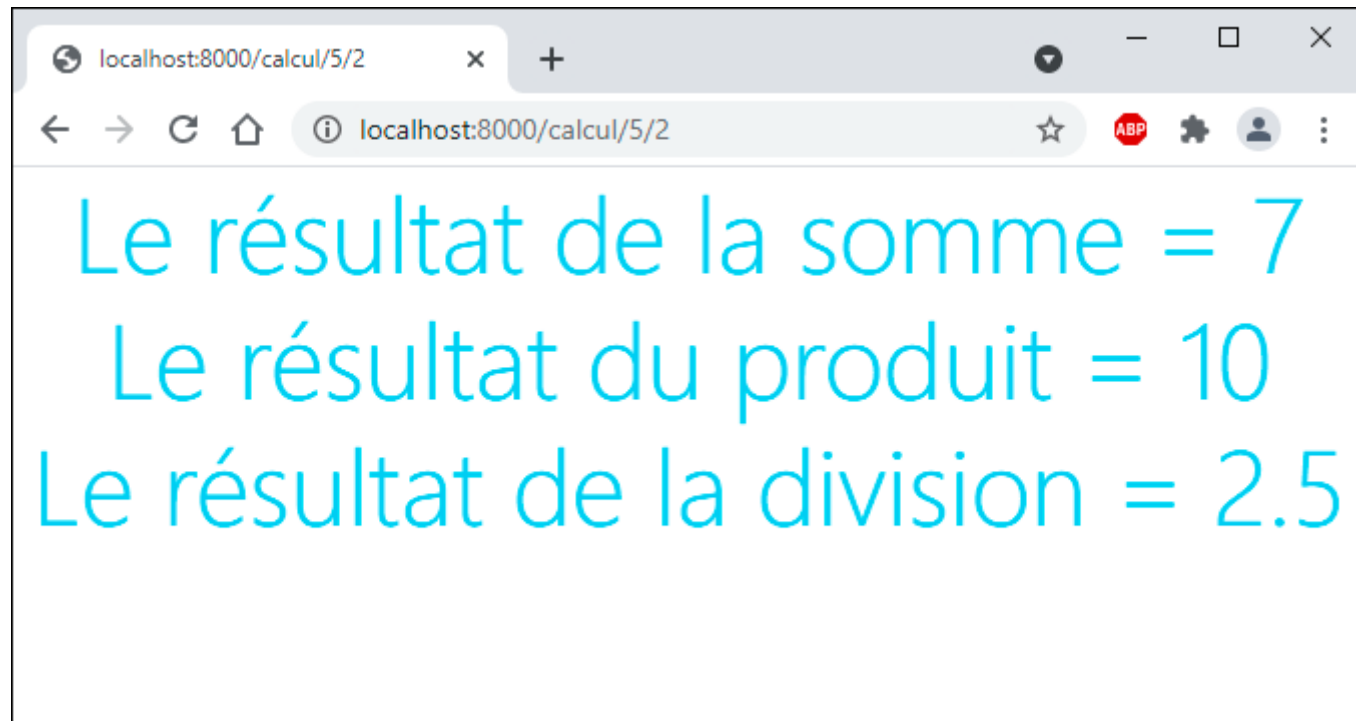 localhost:8000/calcul/5/2
localhost:8000/calcul/5/2
ABP
Le résultat de la somme = 7
Le résultat du produit = 10
Le résultat de la division = 2.5